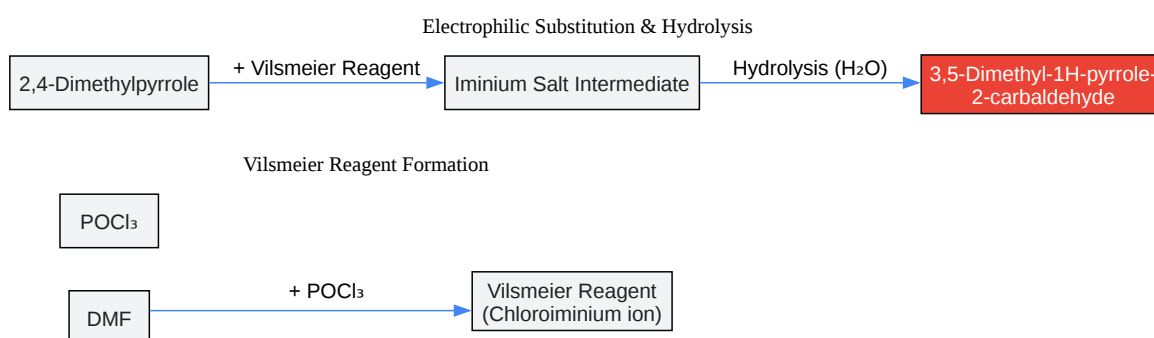 Electrophilic Substitution & Hydrolysis
2,4-Dimethylpyrrole
+ Vilsmeier Reagent
Iminium Salt Intermediate
Hydrolysis (H₂O)
3,5-Dimethyl-1H-pyrrole-
2-carbaldehyde
Vilsmeier Reagent Formation
POCl₃
DMF
+ POCl₃
Vilsmeier Reagent
(Chloroiminium ion)